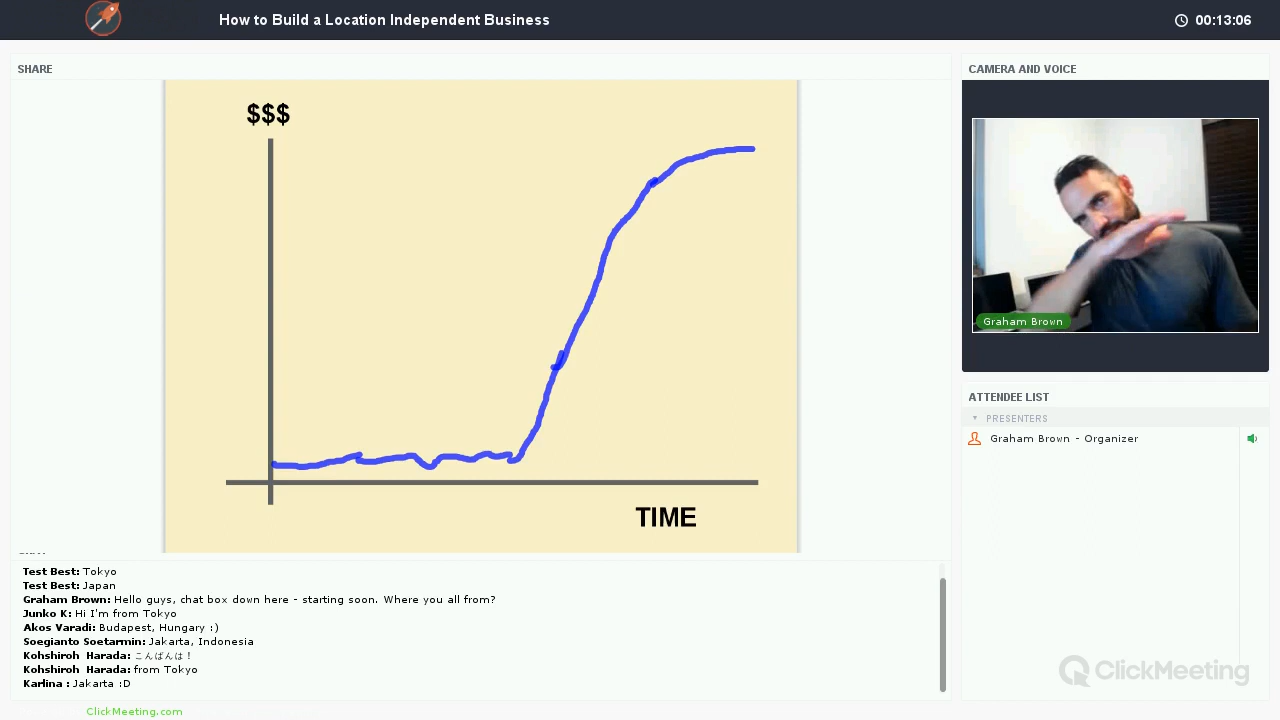 How to Build a Location Independent Business
00:13:06
SHARE
CAMERA AND VOICE
$$$
TIME
Graham Brown
ATTENDEE LIST
PRESENTERS
Graham Brown - Organizer
Test Best: Tokyo
Test Best: Japan
Graham Brown: Hello guys, chat box down here - starting soon. Where you all from?
Junko K: Hi I'm from Tokyo
Akos Varadi: Budapest, Hungary :)
Soegianto Soetarmin: Jakarta, Indonesia
Kohshiroh Harada: こんばんは！
Kohshiroh Harada: from Tokyo
Karlina : Jakarta :D
ClickMeeting
ClickMeeting.com